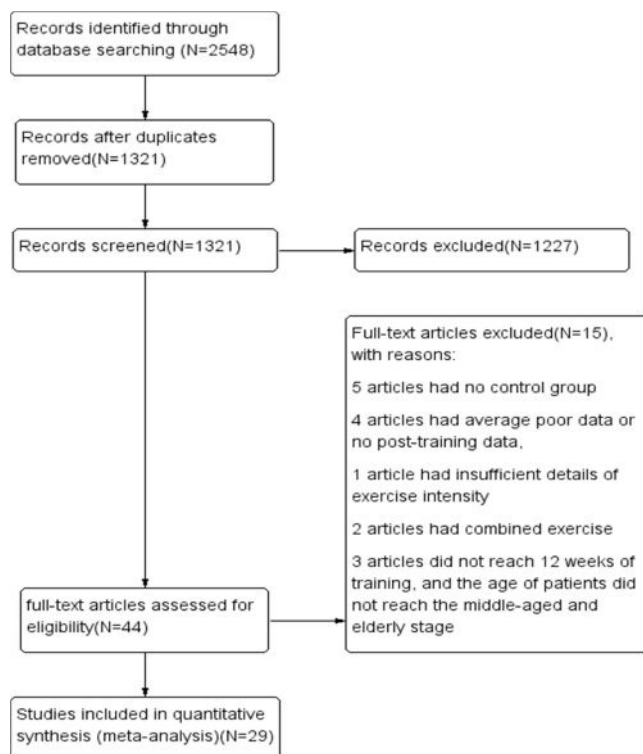 Records identified through
database searching (N=2548)
Records after duplicates
removed(N=1321)
Records screened(N=1321)
Records excluded(N=1227)
Full-text articles excluded(N=15),
with reasons:
5 articles had no control group
4 articles had average poor data or
no post-training data,
1 article had insufficient details of
exercise intensity
2 articles had combined exercise
3 articles did not reach 12 weeks of
training, and the age of patients did
not reach the middle-aged and
elderly stage
full-text articles assessed for
eligibility(N=44)
Studies included in quantitative
synthesis (meta-analysis)(N=29)